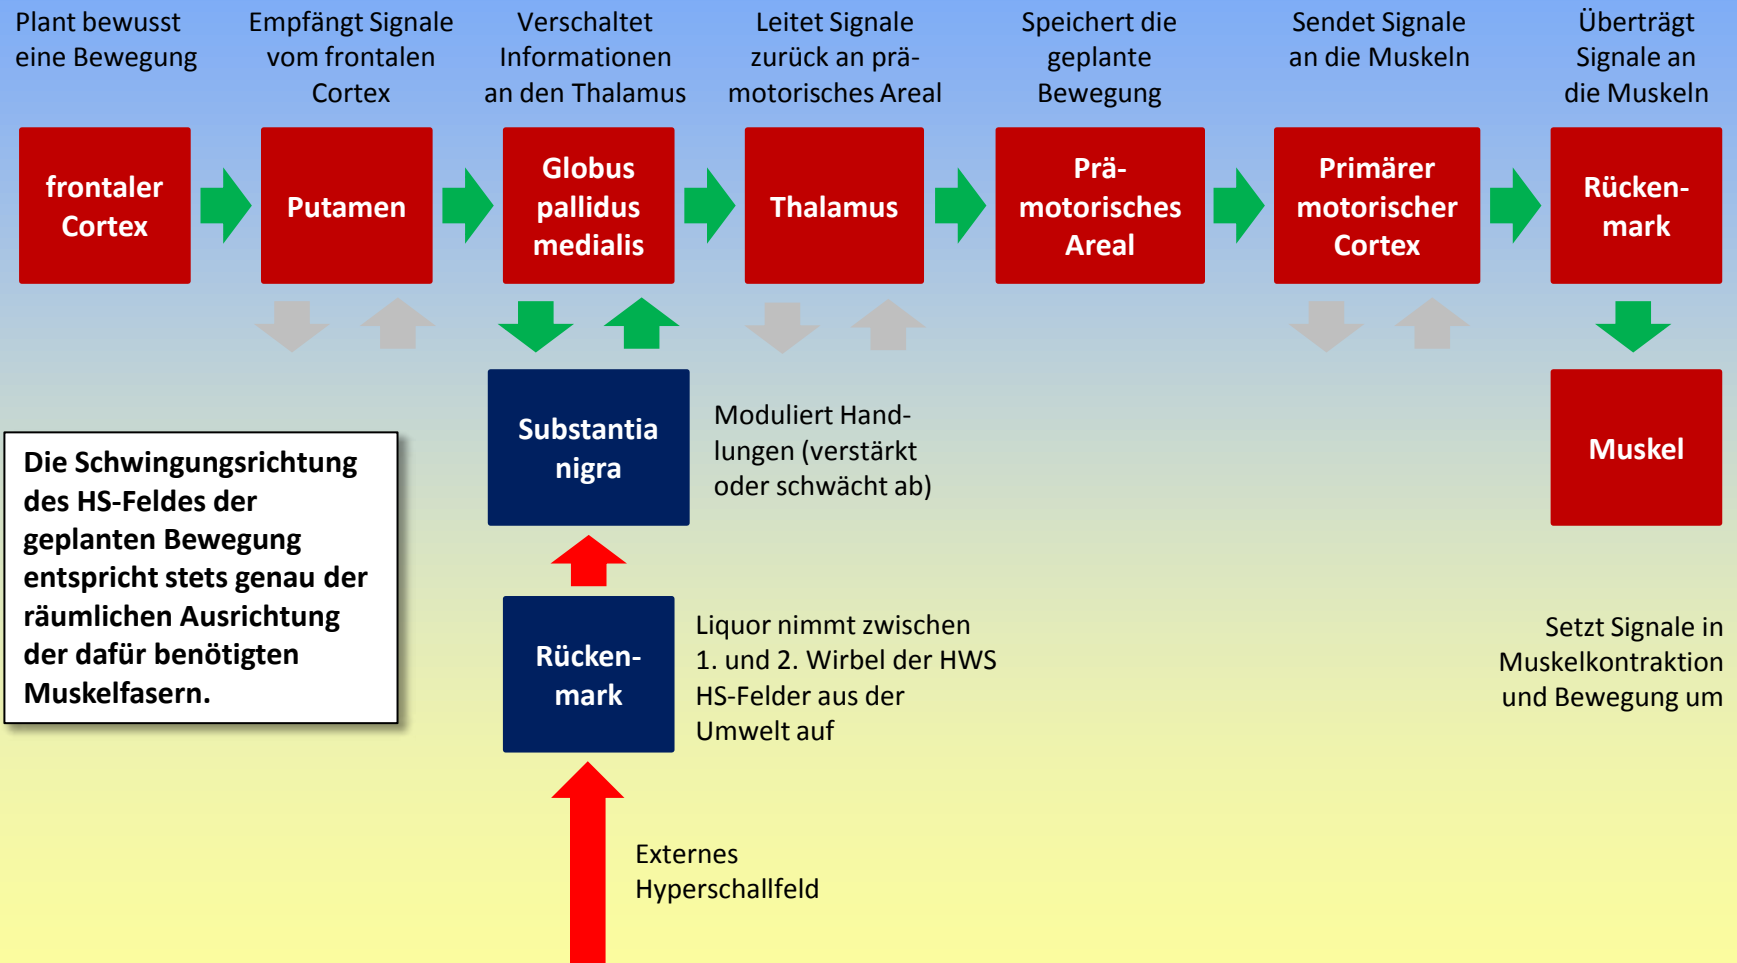 Plant bewusst
eine Bewegung
Empfängt Signale
vom frontalen
Cortex
Verschaltet
Informationen
an den Thalamus
Leitet Signale
zurück an prä-
motorisches Areal
Speichert die
geplante
Bewegung
Sendet Signale
an die Muskeln
Überträgt
Signale an
die Muskeln
frontaler
Cortex
Putamen
Globus
pallidus
medialis
Thalamus
Prä-
motorisches
Areal
Primärer
motorischer
Cortex
Rücken-
mark
Substantia
nigra
Moduliert Hand-
lungen (verstärkt
oder schwächt ab)
Muskel
Die Schwingungsrichtung
des HS-Feldes der
geplanten Bewegung
entspricht stets genau der
räumlichen Ausrichtung
der dafür benötigten
Muskelfasern.
Rücken-
mark
Liquor nimmt zwischen
1. und 2. Wirbel der HWS
HS-Felder aus der
Umwelt auf
Setzt Signale in
Muskelkontraktion
und Bewegung um
Externes
Hyperschallfeld